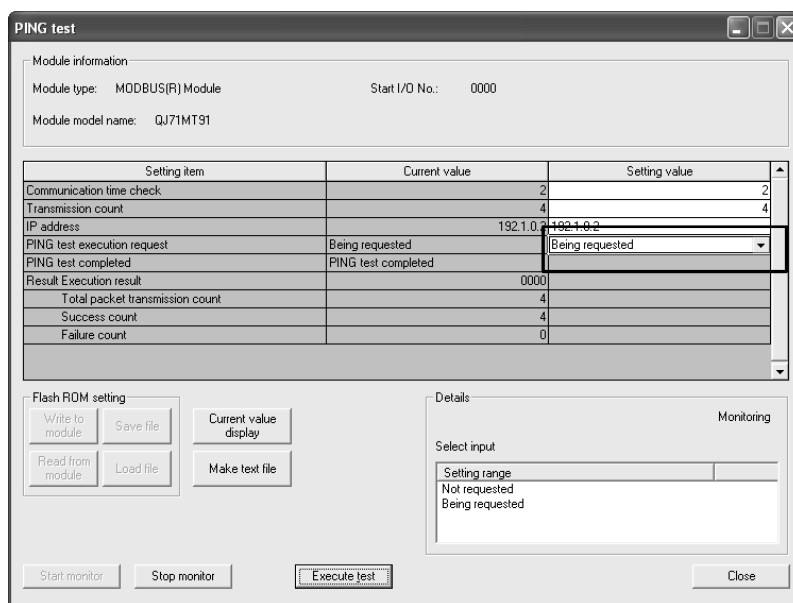 PING test
Module information
Module type: MODBUS(R) Module Start I/O No.: 0000
Module model name: QJ71MT91
Setting item Current value Setting value
Communication time check 2 2
Transmission count 4 4
IP address 192.1.0.2 192.1.0.2
PING test execution request Being requested Being requested
PING test completed PING test completed
Result Execution result 0000
Total packet transmission count 4
Success count 4
Failure count 0
Flash ROM setting
Write to module
Save file
Current value display
Read from module
Load file
Make text file
Details
Monitoring
Select input
Setting range
Not requested
Being requested
Start monitor Stop monitor Execute test Close